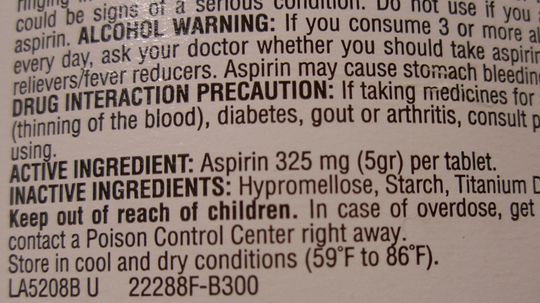 ringing in
could be signs of a serious condition. Do not use if you
aspirin. ALCOHOL WARNING: If you consume 3 or more al
every day, ask your doctor whether you should take aspirin
relievers/fever reducers. Aspirin may cause stomach bleedin
DRUG INTERACTION PRECAUTION: If taking medicines for
(thinning of the blood), diabetes, gout or arthritis, consult p
using.
ACTIVE INGREDIENT: Aspirin 325 mg (5gr) per tablet.
INACTIVE INGREDIENTS: Hypromellose, Starch, Titanium D
Keep out of reach of children. In case of overdose, get
contact a Poison Control Center right away.
Store in cool and dry conditions (59°F to 86°F).
LA5208B U 22288F-B300